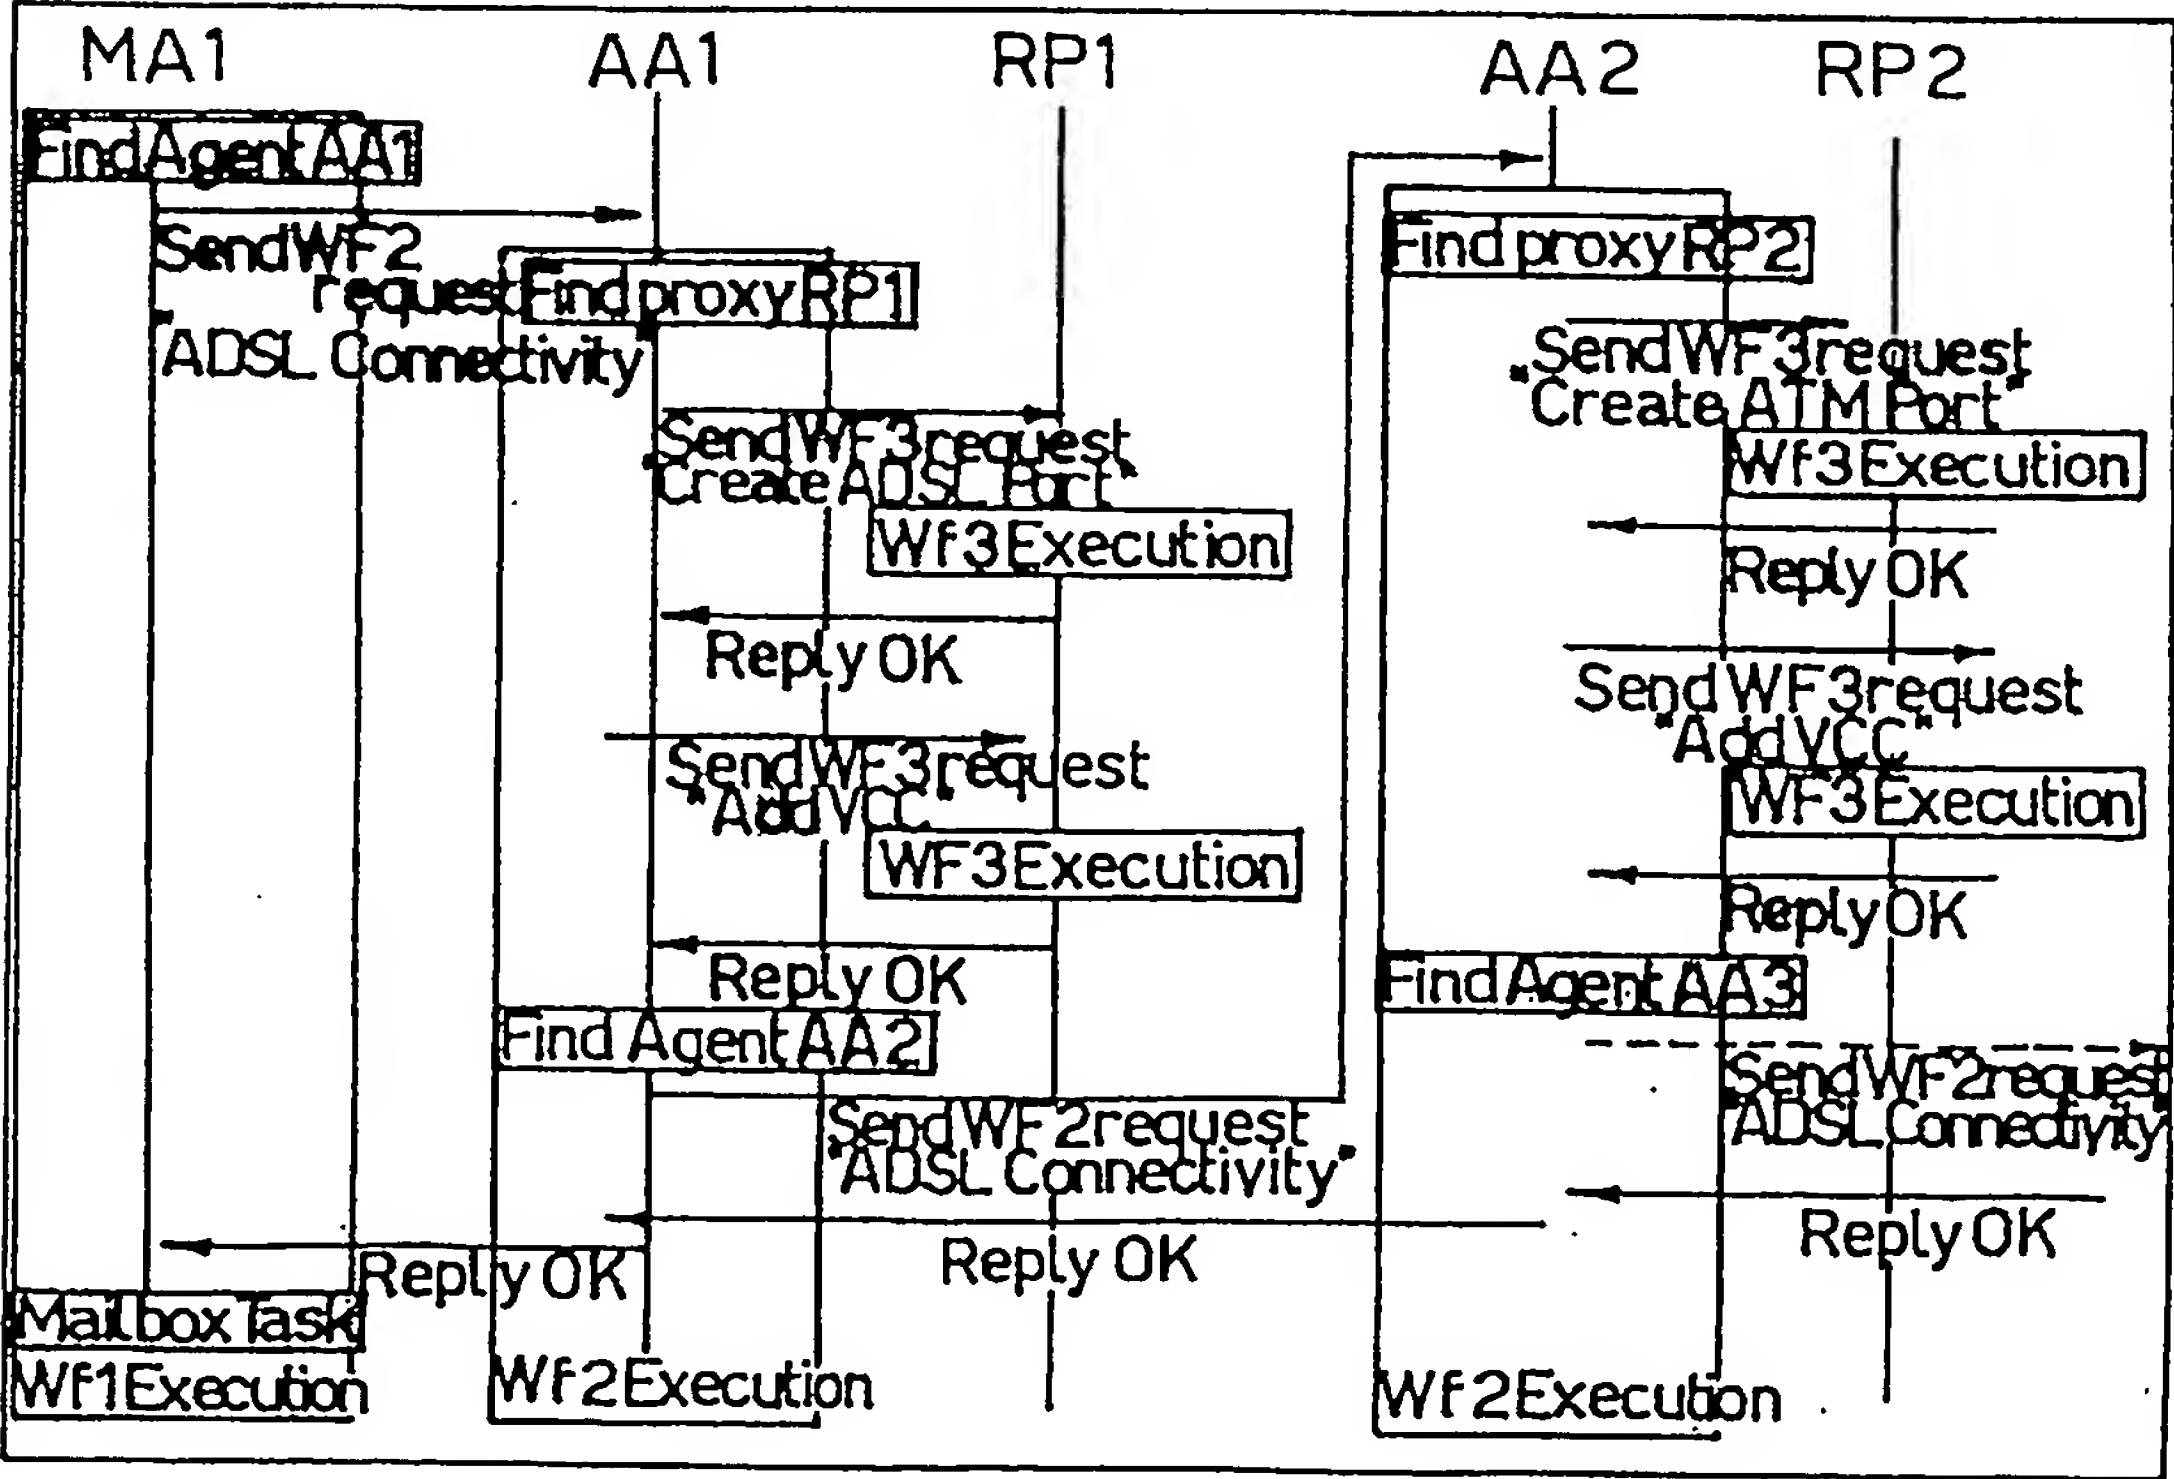 MA1
AA1
RP1
AA2
RP2
Find Agent AA1
Send WF2
request
"ADSL Connectivity"
Find proxy RP1
Send WF3 request
"Create ADSL Port"
Wf3 Execution
Reply OK
Send WF3 request
"Add VCC"
WF3 Execution
Reply OK
Find Agent AA2
Send WF2 request
"ADSL Connectivity"
Reply OK
Reply OK
Mailbox Task
Wf1 Execution
Wf2 Execution
Find proxy RP2
Send WF3 request
"Create ATM Port"
Wf3 Execution
Reply OK
Send WF3 request
"Add VCC"
WF3 Execution
Reply OK
Find Agent AA3
Send WF2 request
"ADSL Connectivity"
Reply OK
Wf2 Execution